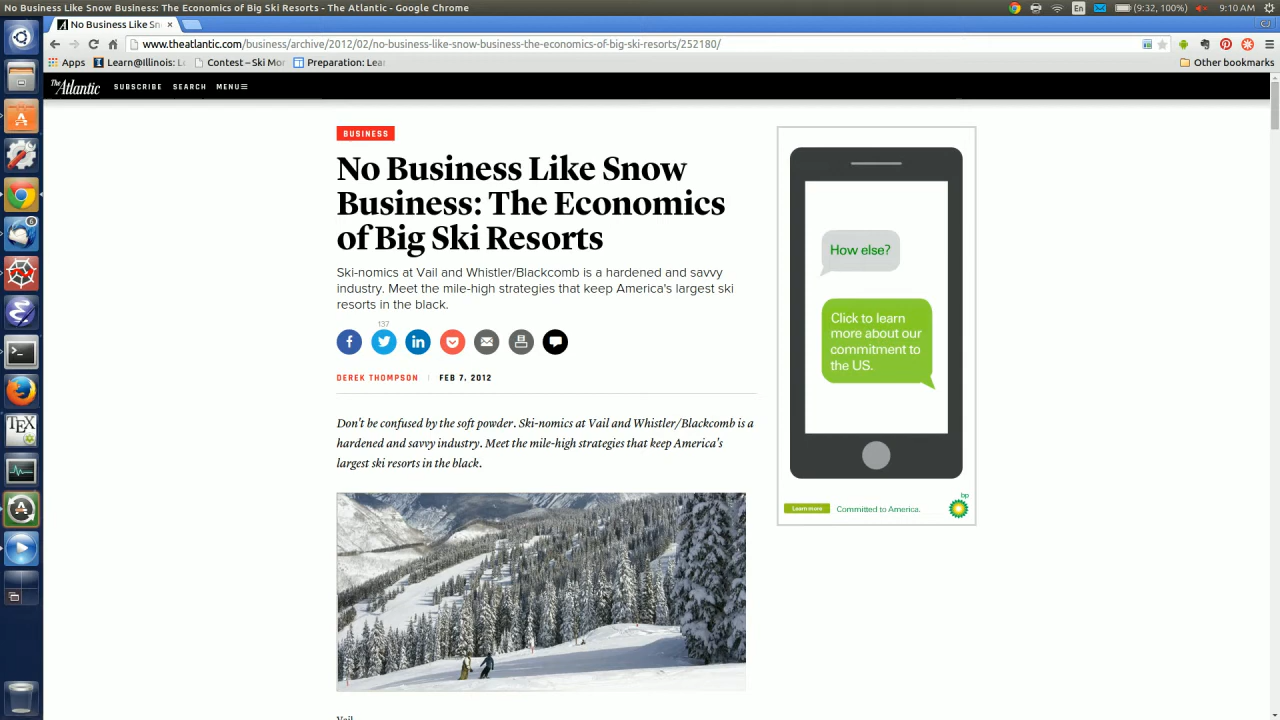 No Business Like Snow Business: The Economics of Big Ski Resorts - The Atlantic - Google Chrome
En
(9:32, 100%)
9:10 AM
No Business Like Sn
www.theatlantic.com/business/archive/2012/02/no-business-like-snow-business-the-economics-of-big-ski-resorts/252180/
Apps
Learn@Illinois: L
Contest – Ski Mo
Preparation: Lea
Other bookmarks
The Atlantic
SUBSCRIBE
SEARCH
MENU
BUSINESS
No Business Like Snow
Business: The Economics
of Big Ski Resorts
Ski-nomics at Vail and Whistler/Blackcomb is a hardened and savvy
industry. Meet the mile-high strategies that keep America's largest ski
resorts in the black.
137
DEREK THOMPSON
FEB 7, 2012
Don't be confused by the soft powder. Ski-nomics at Vail and Whistler/Blackcomb is a
hardened and savvy industry. Meet the mile-high strategies that keep America's
largest ski resorts in the black.
How else?
Click to learn
more about our
commitment to
the US.
bp
Learn more
Committed to America.
TEX
6
Vail